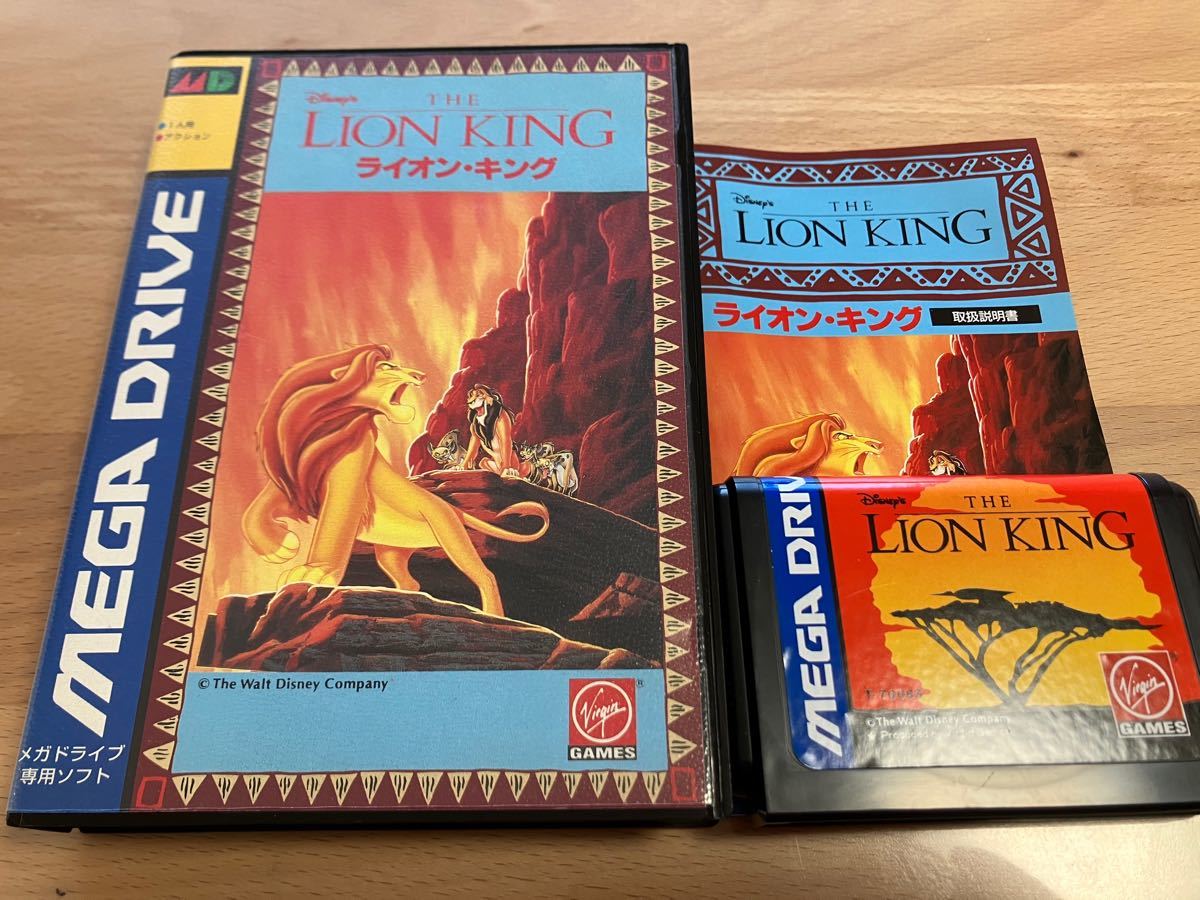 MD
1人用
アクション
MEGA DRIVE
メガドライブ
専用ソフト
Disney's
THE
LION KING
ライオン・キング
© The Walt Disney Company
Virgin
GAMES
Disney's
THE
LION KING
ライオン・キング
取扱説明書
MEGA DRIV
Disney's
THE
LION KING
© The Walt Disney Company
Virgin
GAMES